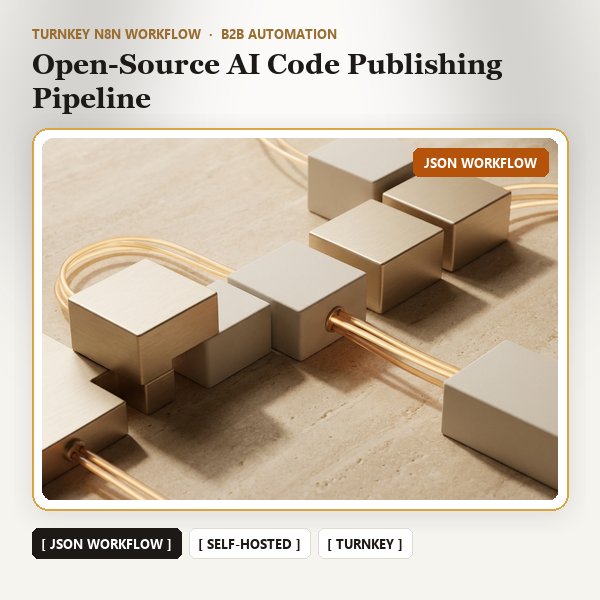 TURNKEY N8N WORKFLOW · B2B AUTOMATION
Open-Source AI Code Publishing
Pipeline
JSON WORKFLOW
[ JSON WORKFLOW ] [ SELF-HOSTED ] [ TURNKEY ]